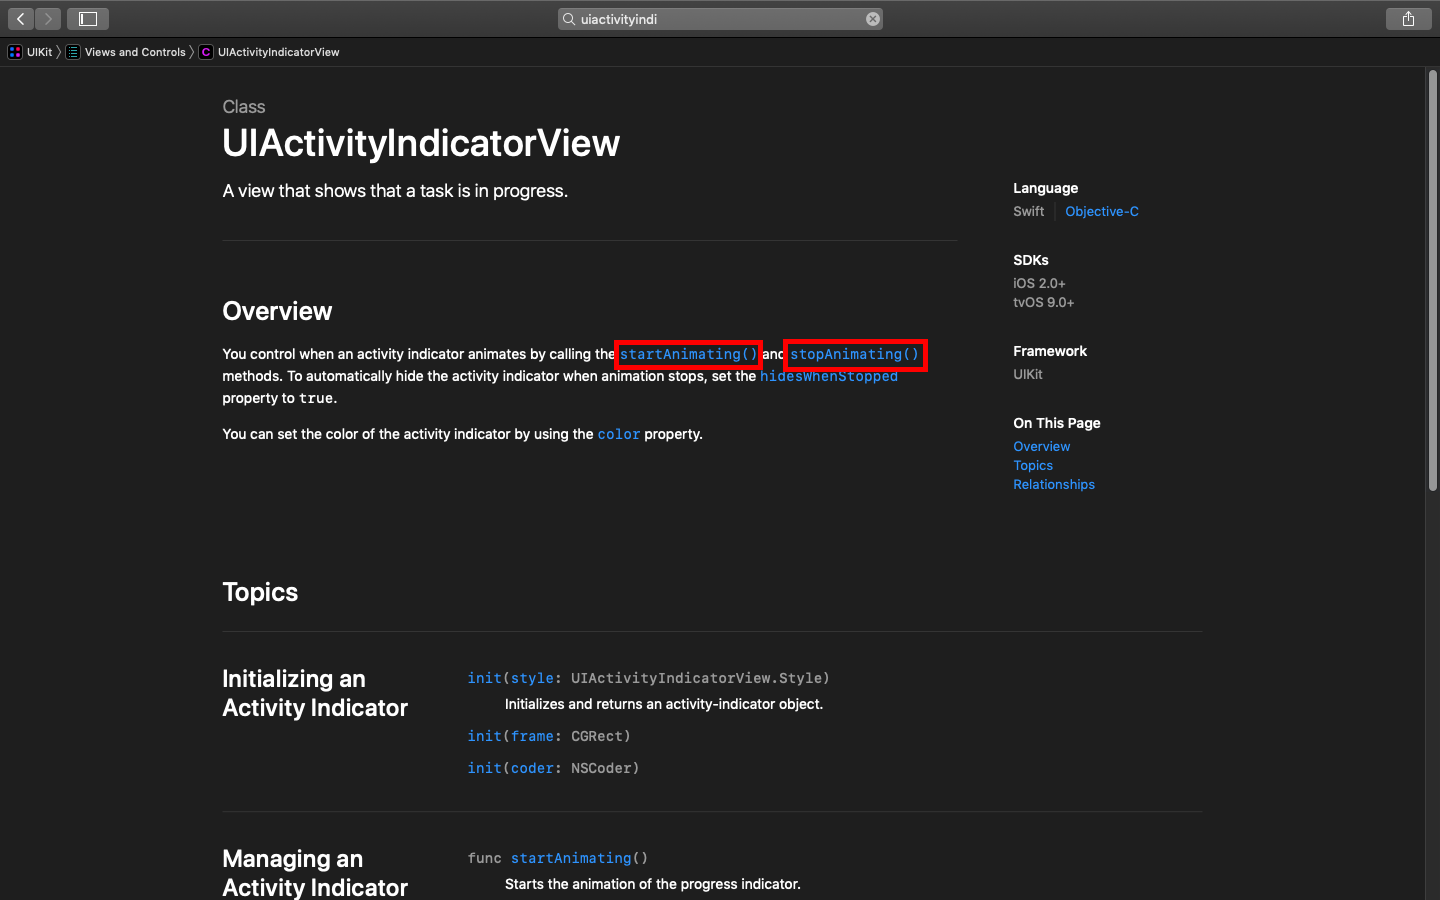 uiactivityindi
UIKit
Views and Controls
C
UIActivityIndicatorView
Class
UIActivityIndicatorView
A view that shows that a task is in progress.
Language
Swift
Objective-C
SDKs
iOS 2.0+
tvOS 9.0+
Framework
UIKit
On This Page
Overview
Topics
Relationships
Overview
You control when an activity indicator animates by calling the startAnimating() and stopAnimating()
methods. To automatically hide the activity indicator when animation stops, set the hidesWhenStopped
property to true.
You can set the color of the activity indicator by using the color property.
Topics
Initializing an
Activity Indicator
init(style: UIActivityIndicatorView.Style)
Initializes and returns an activity-indicator object.
init(frame: CGRect)
init(coder: NSCoder)
Managing an
Activity Indicator
func startAnimating()
Starts the animation of the progress indicator.